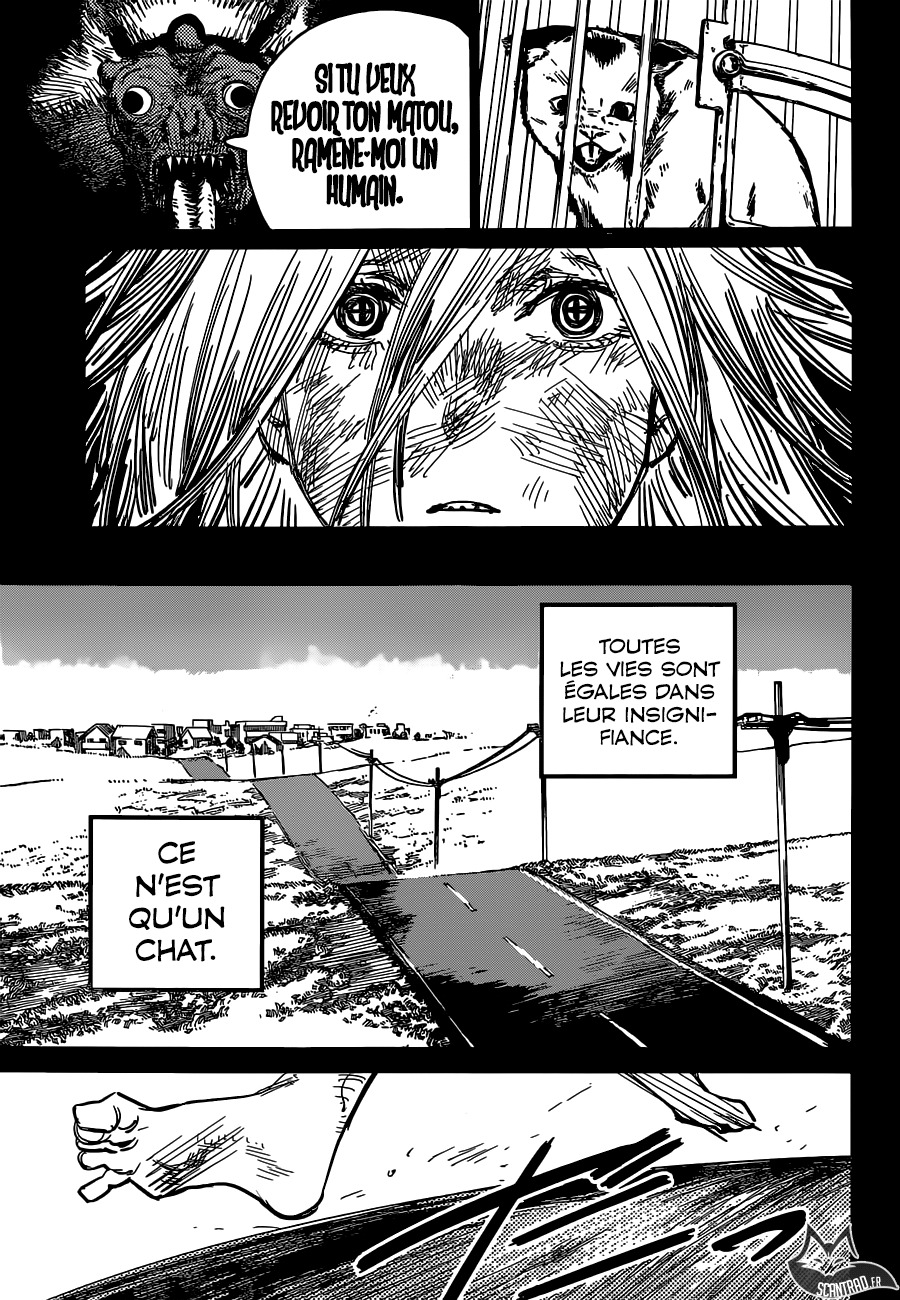 SI TU VEUX
REVOIR TON MATOU,
RAMÈNE-MOI UN
HUMAIN.
TOUTES
LES VIES SONT
ÉGALES DANS
LEUR INSIGNI-
FIANCE.
CE
N'EST
QU'UN
CHAT.
SCANTRAD.FR